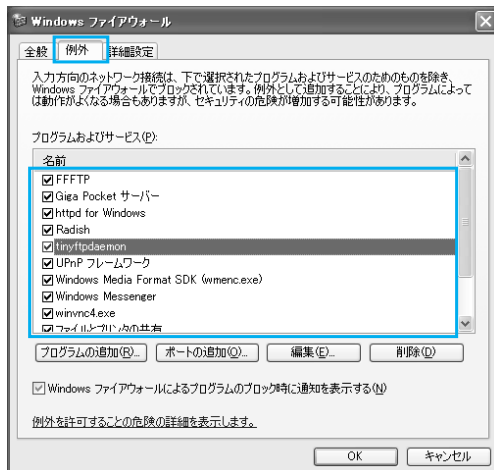 Windows ファイアウォール
全般
例外
詳細設定
入力方向のネットワーク接続は、下で選択されたプログラムおよびサービスのためのものを除き、
Windows ファイアウォールでブロックされています。例外として追加することにより、プログラムによって
は動作がよくなる場合もありますが、セキュリティの危険が増加する可能性があります。
プログラムおよびサービス(P):
名前
FFFTP
Giga Pocket サーバー
httpd for Windows
Radish
tinyftpdaemon
UPnP フレームワーク
Windows Media Format SDK (wmenc.exe)
Windows Messenger
winvnc4.exe
ファイルとプリンタの共有
プログラムの追加(R)...
ポートの追加(O)...
編集(E)...
削除(D)
Windows ファイアウォールによるプログラムのブロック時に通知を表示する(N)
例外を許可することの危険の詳細を表示します。
OK
キャンセル